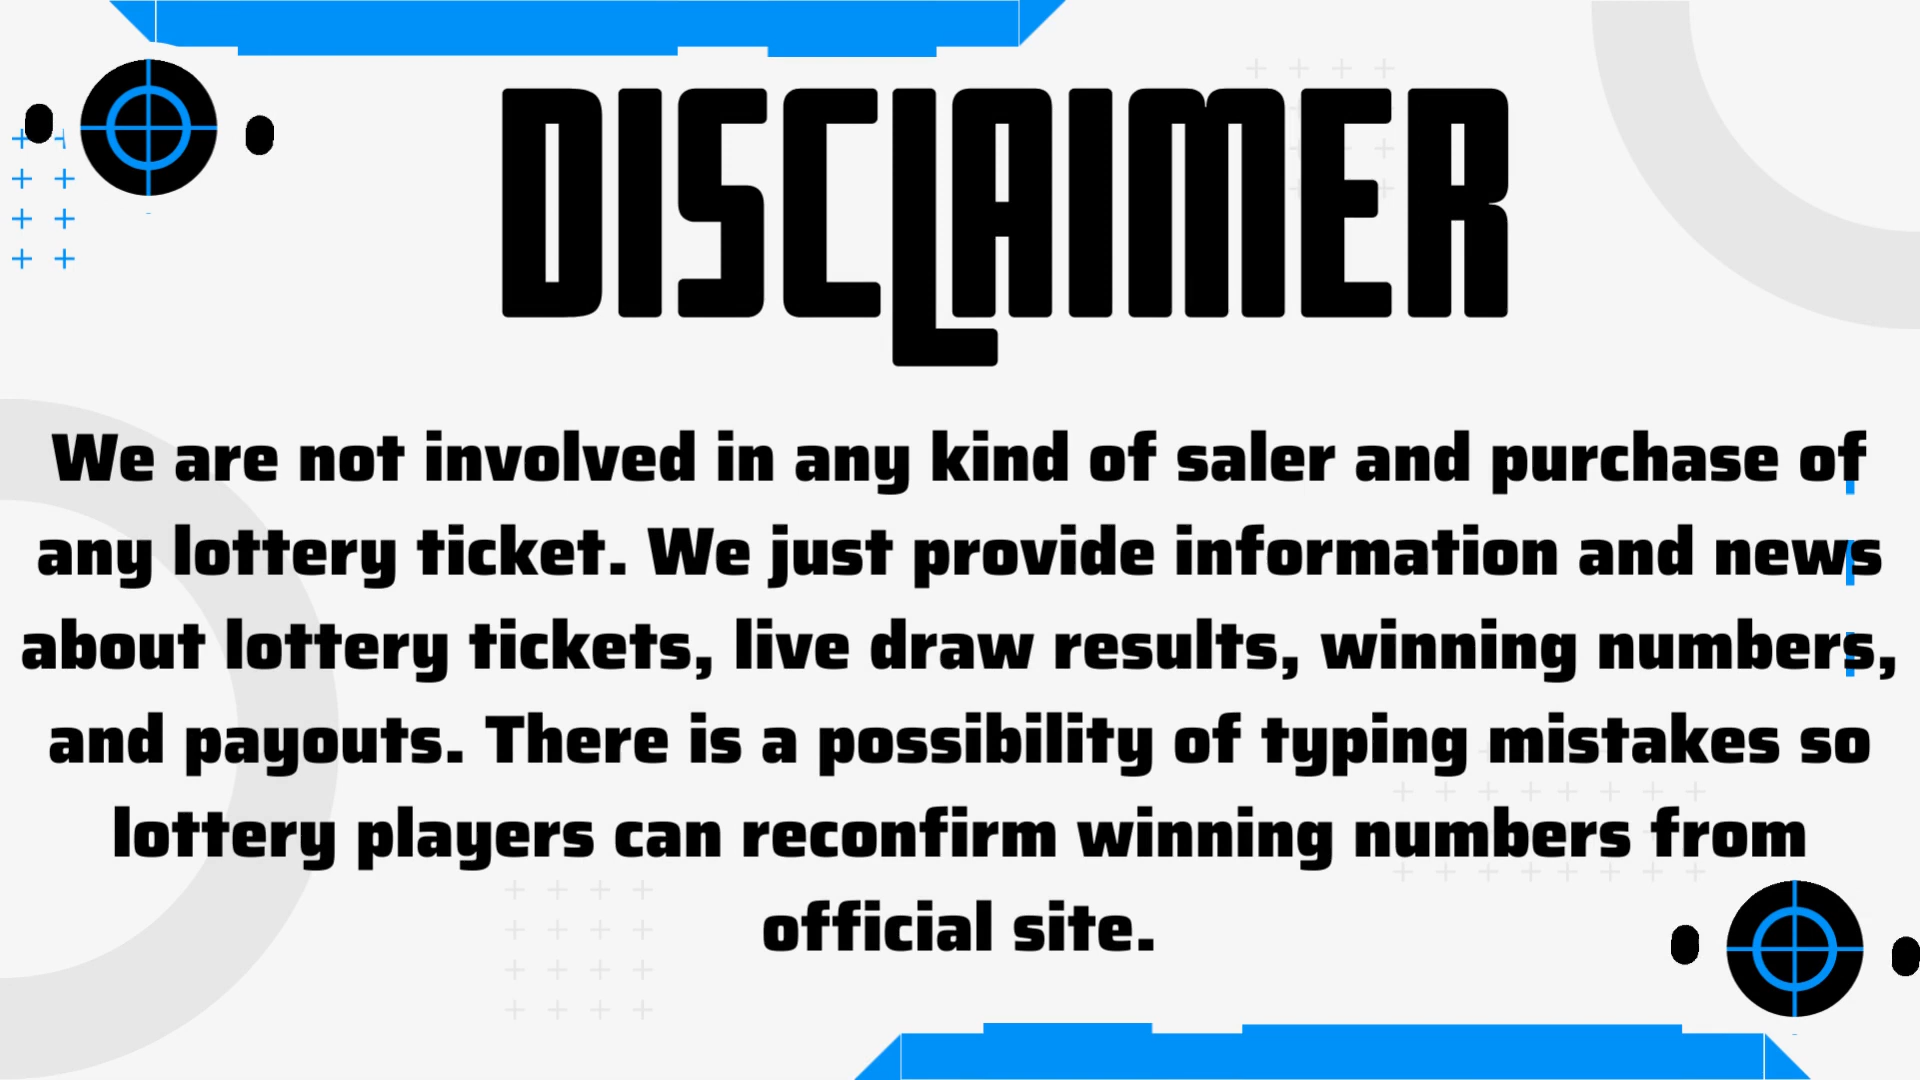 DISCLAIMER
We are not involved in any kind of saler and purchase of
any lottery ticket. We just provide information and news
about lottery tickets, live draw results, winning numbers,
and payouts. There is a possibility of typing mistakes so
lottery players can reconfirm winning numbers from
official site.